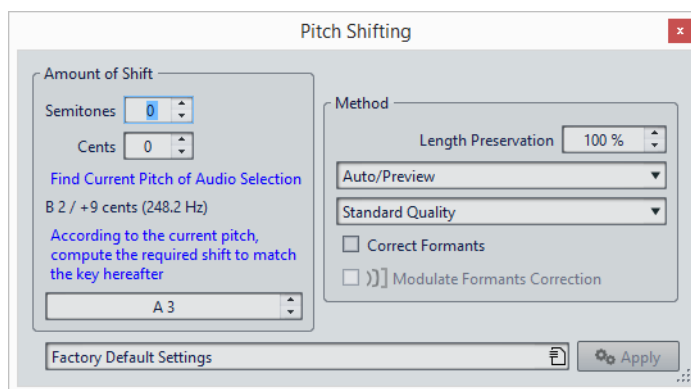 Pitch Shifting
x
Amount of Shift
Semitones 0
Cents 0
Find Current Pitch of Audio Selection
B 2 / +9 cents (248.2 Hz)
According to the current pitch,
compute the required shift to match
the key hereafter
A 3
Method
Length Preservation 100 %
Auto/Preview
Standard Quality
Correct Formants
Modulate Formants Correction
Factory Default Settings
Apply